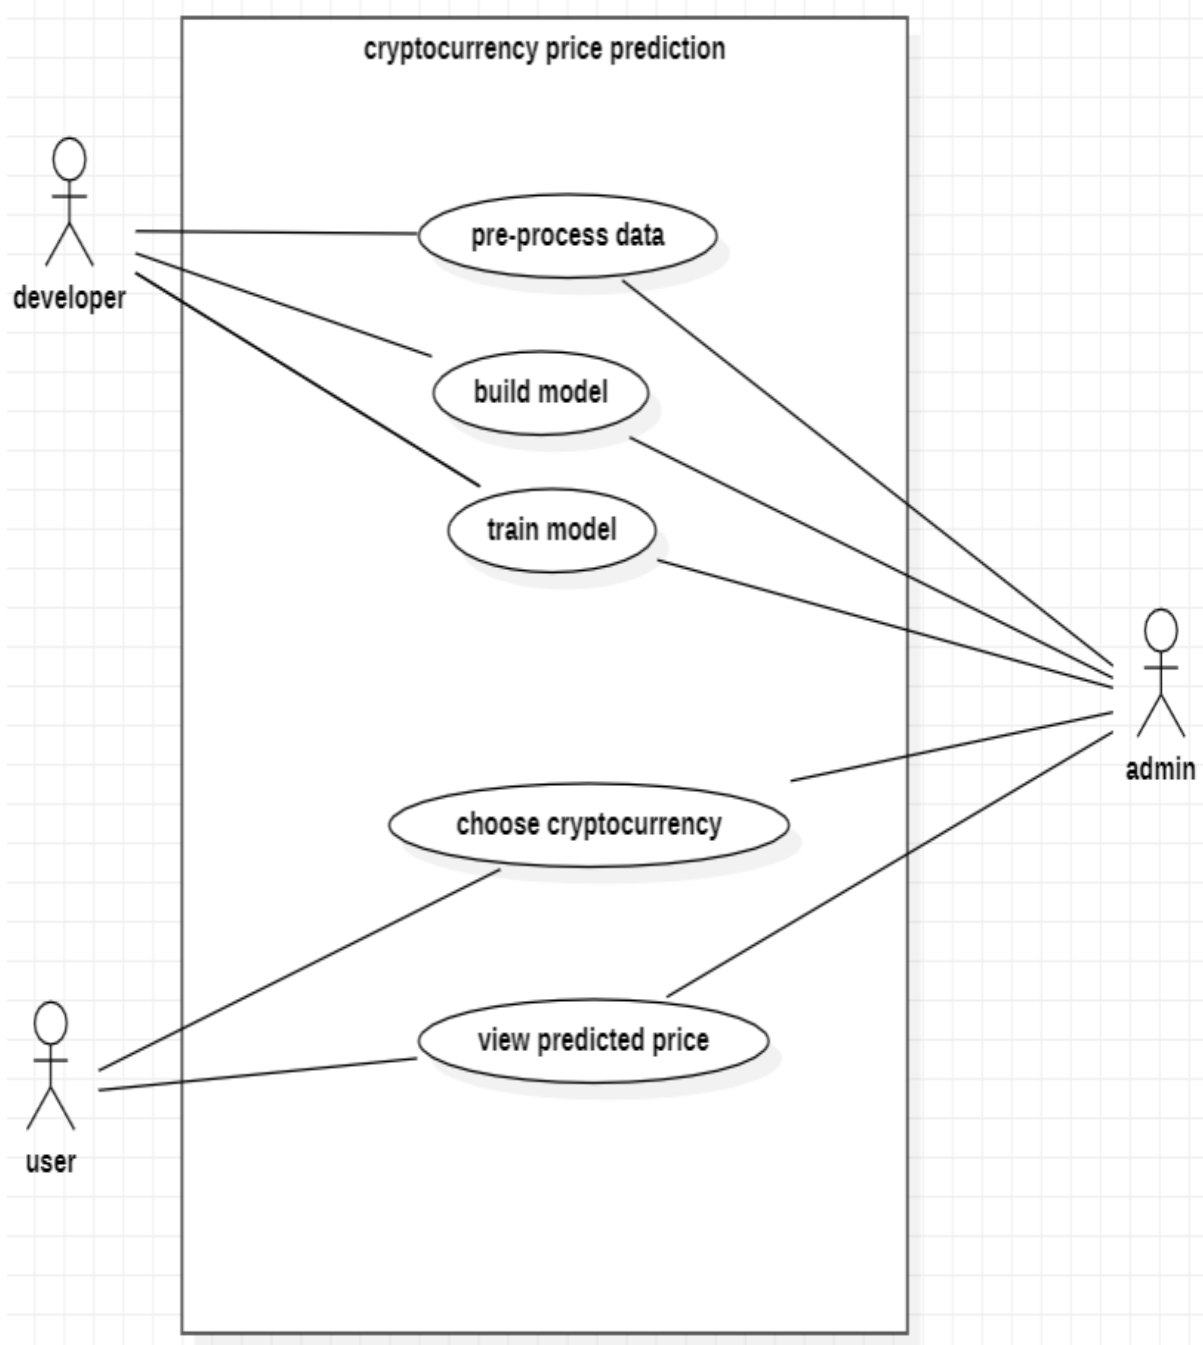 cryptocurrency price prediction
pre-process data
developer
build model
train model
admin
choose cryptocurrency
view predicted price
user